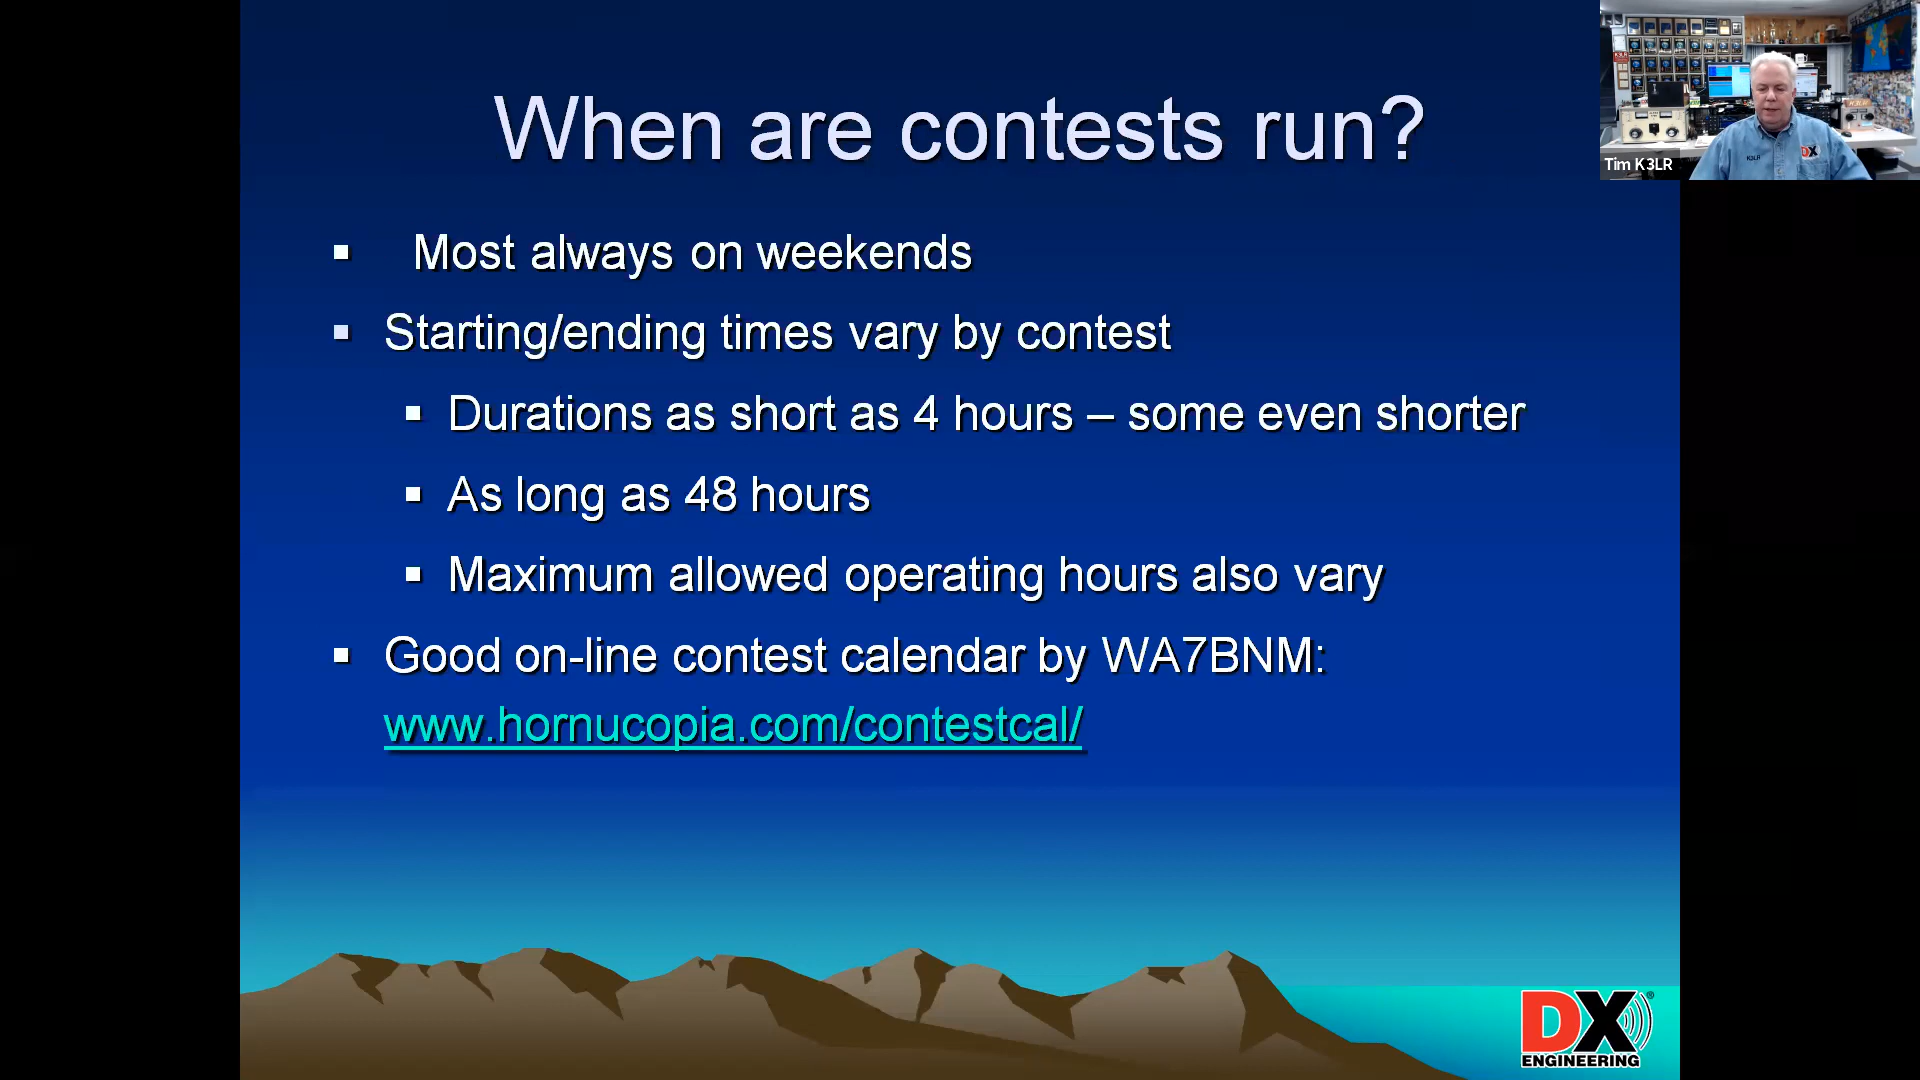 When are contests run?
Most always on weekends
Starting/ending times vary by contest
Durations as short as 4 hours – some even shorter
As long as 48 hours
Maximum allowed operating hours also vary
Good on-line contest calendar by WA7BNM:
www.hornucopia.com/contestcal/
Tim K3LR
K3LR
DX
DX
ENGINEERING